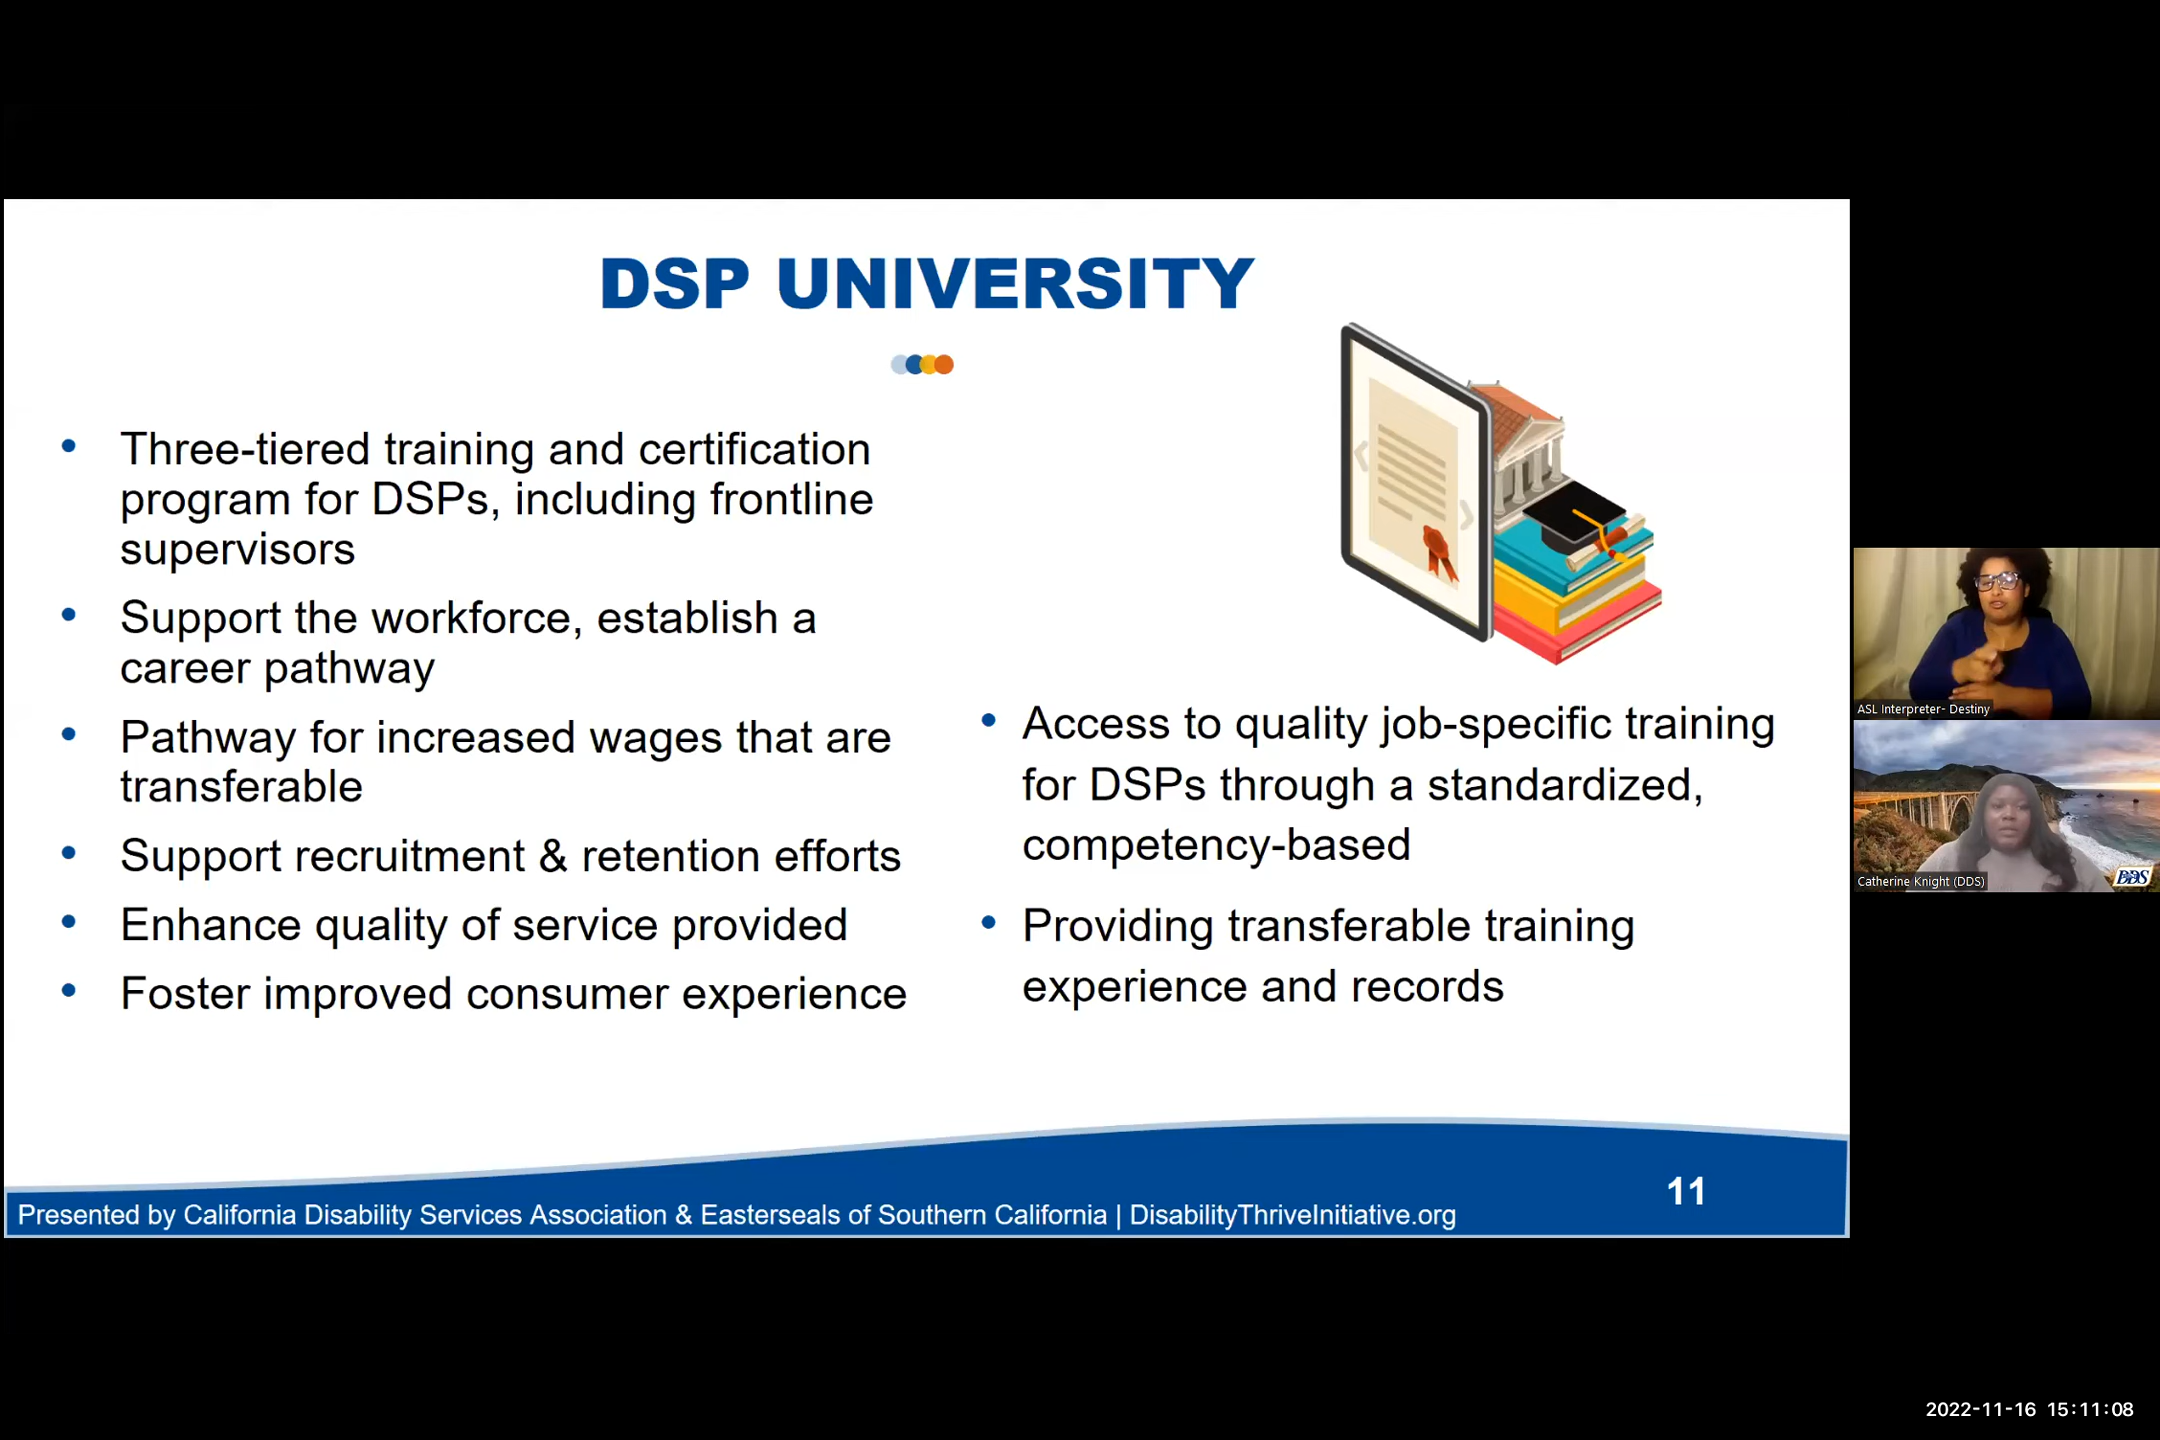 DSP UNIVERSITY
Three-tiered training and certification
program for DSPs, including frontline
supervisors
Support the workforce, establish a
career pathway
Pathway for increased wages that are
transferable
Support recruitment & retention efforts
Enhance quality of service provided
Foster improved consumer experience
Access to quality job-specific training
for DSPs through a standardized,
competency-based
Providing transferable training
experience and records
Presented by California Disability Services Association & Easterseals of Southern California | DisabilityThriveInitiative.org
11
ASL Interpreter- Destiny
Catherine Knight (DDS)
DDS
2022-11-16 15:11:08